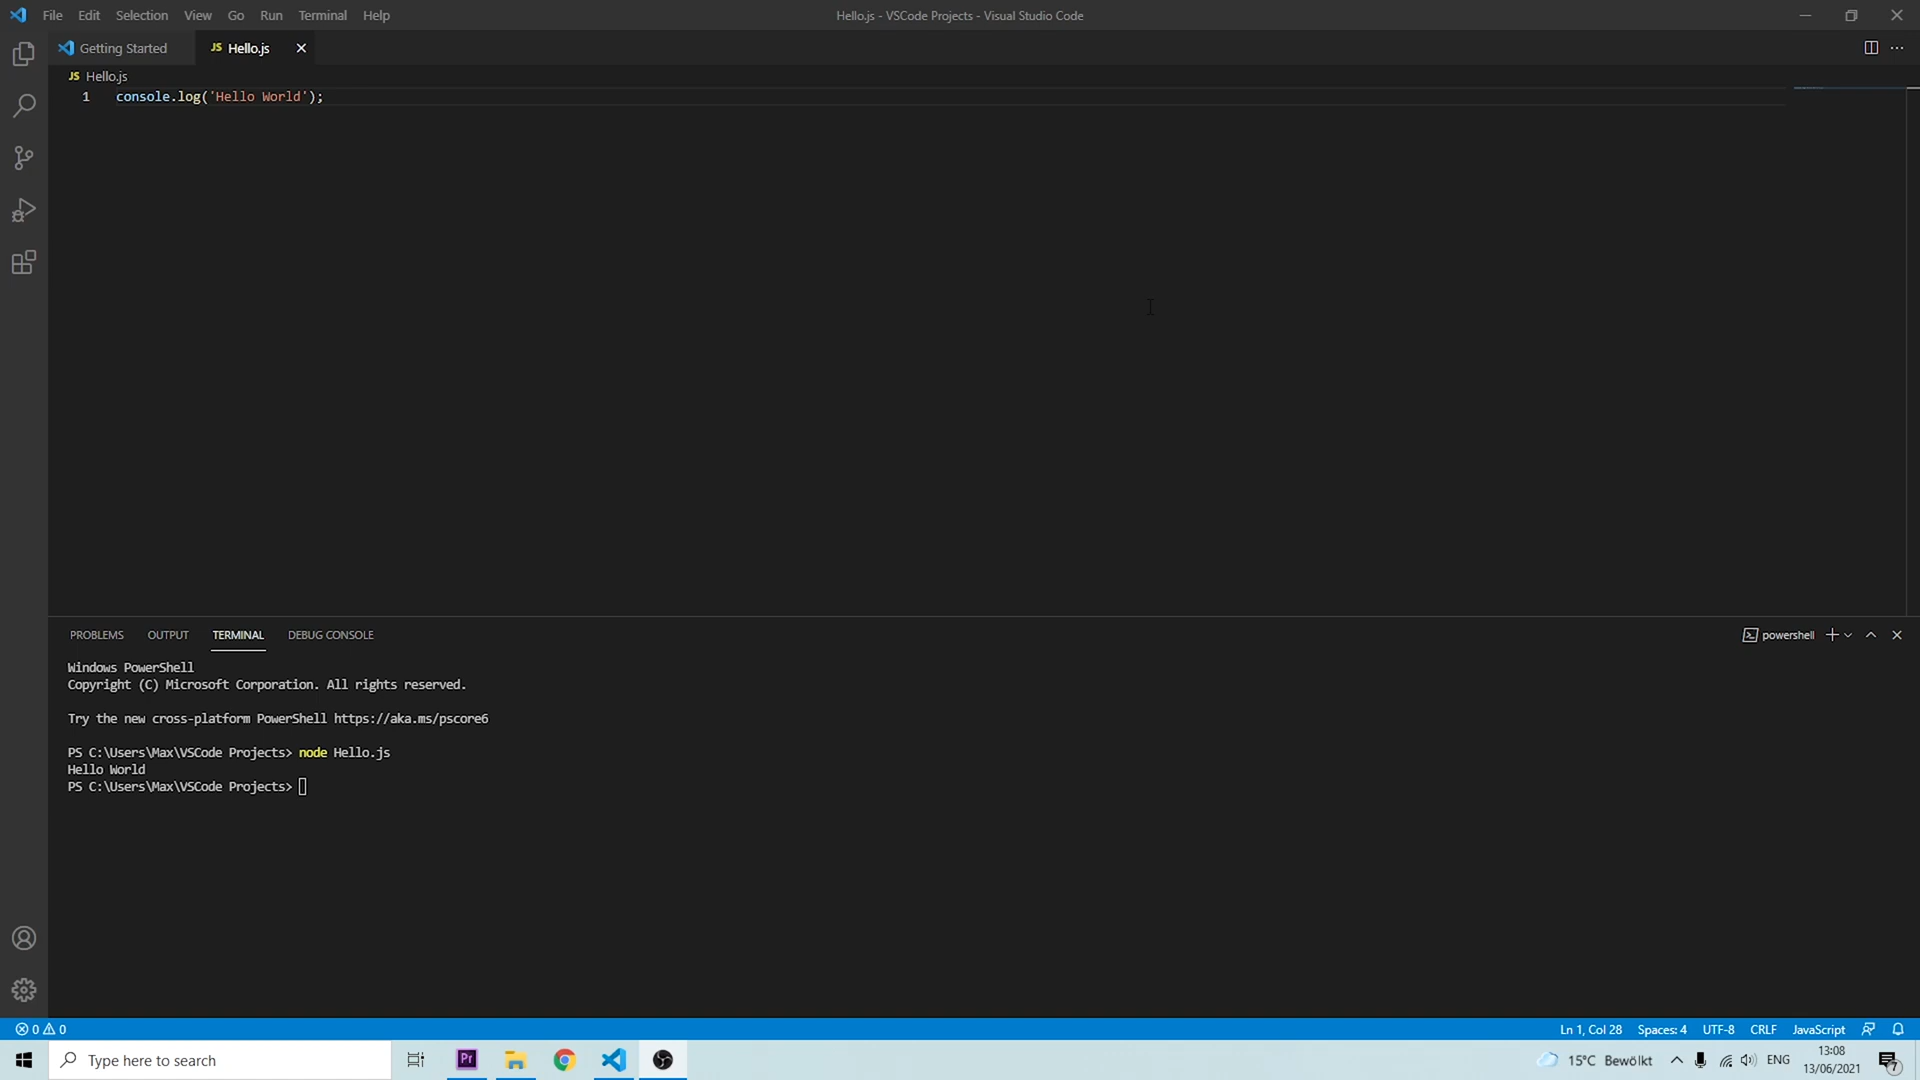 File Edit Selection View Go Run Terminal Help Hello.js - VSCode Projects - Visual Studio Code
Getting Started JS Hello.js
JS Hello.js
1 console.log('Hello World');
PROBLEMS OUTPUT TERMINAL DEBUG CONSOLE powershell
Windows PowerShell
Copyright (C) Microsoft Corporation. All rights reserved.
Try the new cross-platform PowerShell https://aka.ms/pscore6
PS C:\Users\Max\VSCode Projects> node Hello.js
Hello World
PS C:\Users\Max\VSCode Projects>
0 0 Ln 1, Col 28 Spaces: 4 UTF-8 CRLF JavaScript
Type here to search Pr 15°C Bewölkt ENG 13:08
13/06/2021 7